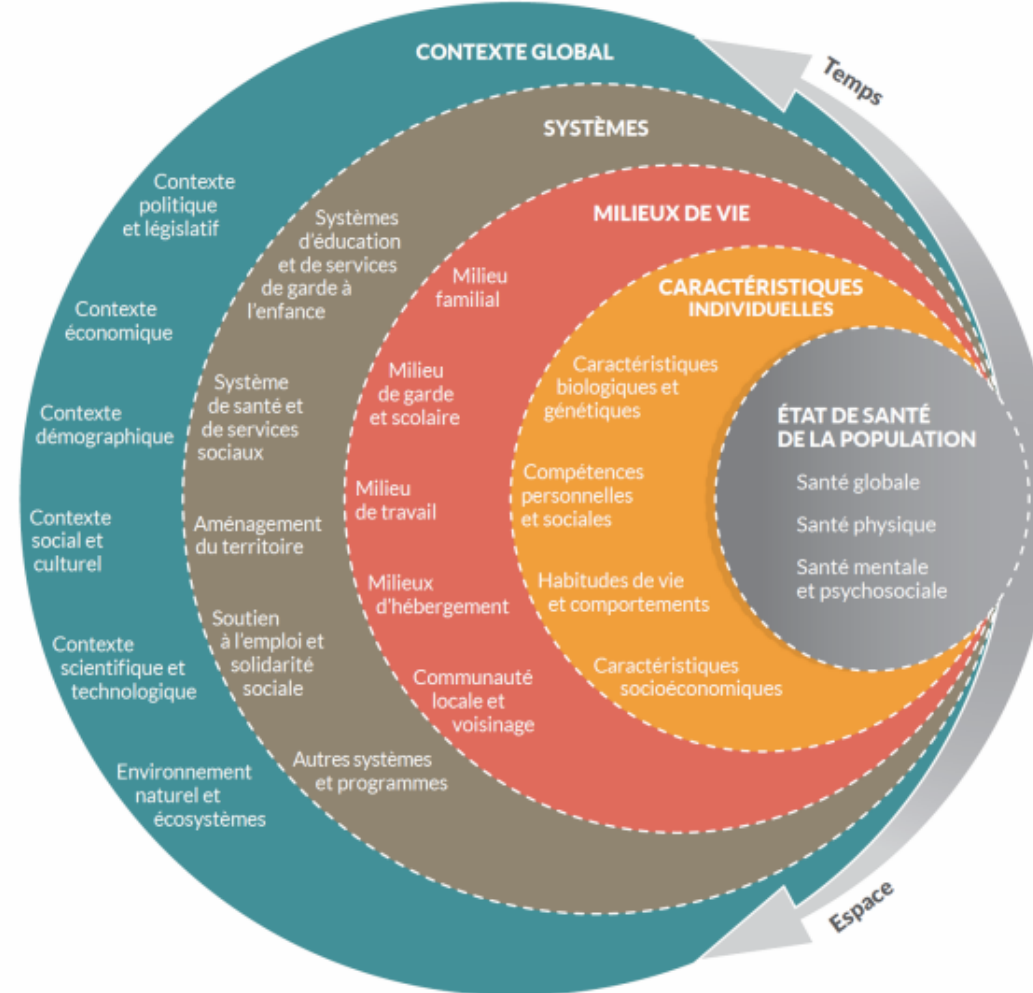 CONTEXTE GLOBAL
Temps
SYSTÈMES
MILIEUX DE VIE
CARACTÉRISTIQUES
INDIVIDUELLES
ÉTAT DE SANTÉ
DE LA POPULATION
Santé globale
Santé physique
Santé mentale
et psychosociale
Contexte
politique
et législatif
Contexte
économique
Contexte
démographique
Contexte
social et
culturel
Contexte
scientifique et
technologique
Environnement
naturel et
écosystèmes
Systèmes
d'éducation
et de services
de garde à
l'enfance
Système
de santé et
de services
sociaux
Aménagement
du territoire
Soutien
à l'emploi et
solidarité
sociale
Autres systèmes
et programmes
Milieu
familial
Milieu
de garde
et scolaire
Milieu
de travail
Milieux
d'hébergement
Communauté
locale et
voisinage
Caractéristiques
biologiques et
génétiques
Compétences
personnelles
et sociales
Habitudes de vie
et comportements
Caractéristiques
socioéconomiques
Espace